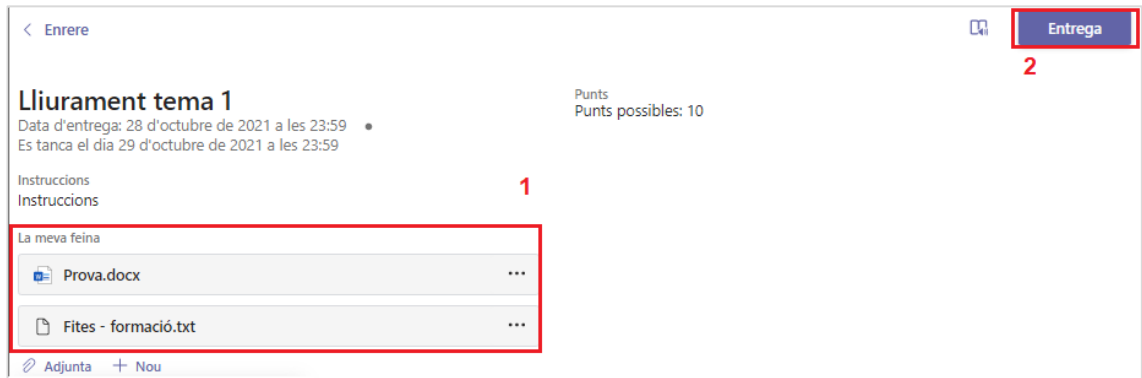 Enrere
Entrega
2
Lliurament tema 1
Data d'entrega: 28 d'octubre de 2021 a les 23:59
Es tanca el dia 29 d'octubre de 2021 a les 23:59
Punts
Punts possibles: 10
Instruccions
Instruccions
1
La meva feina
Prova.docx
Fites - formació.txt
Adjunta + Nou